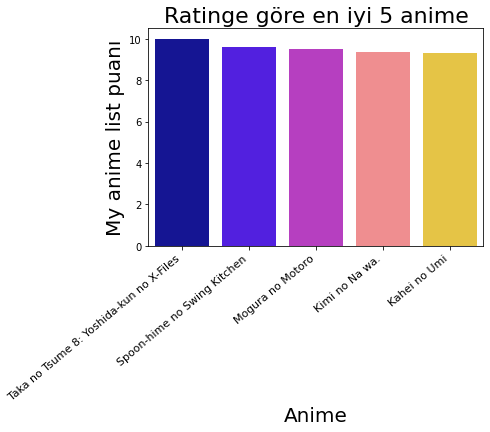 Ratinge göre en iyi 5 anime
My anime list puanı
10
8
6
4
2
0
Taka no Tsume 8: Yoshida-kun no X-Files
Spoon-hime no Swing Kitchen
Mogura no Motoro
Kimi no Na wa.
Kahei no Umi
Anime